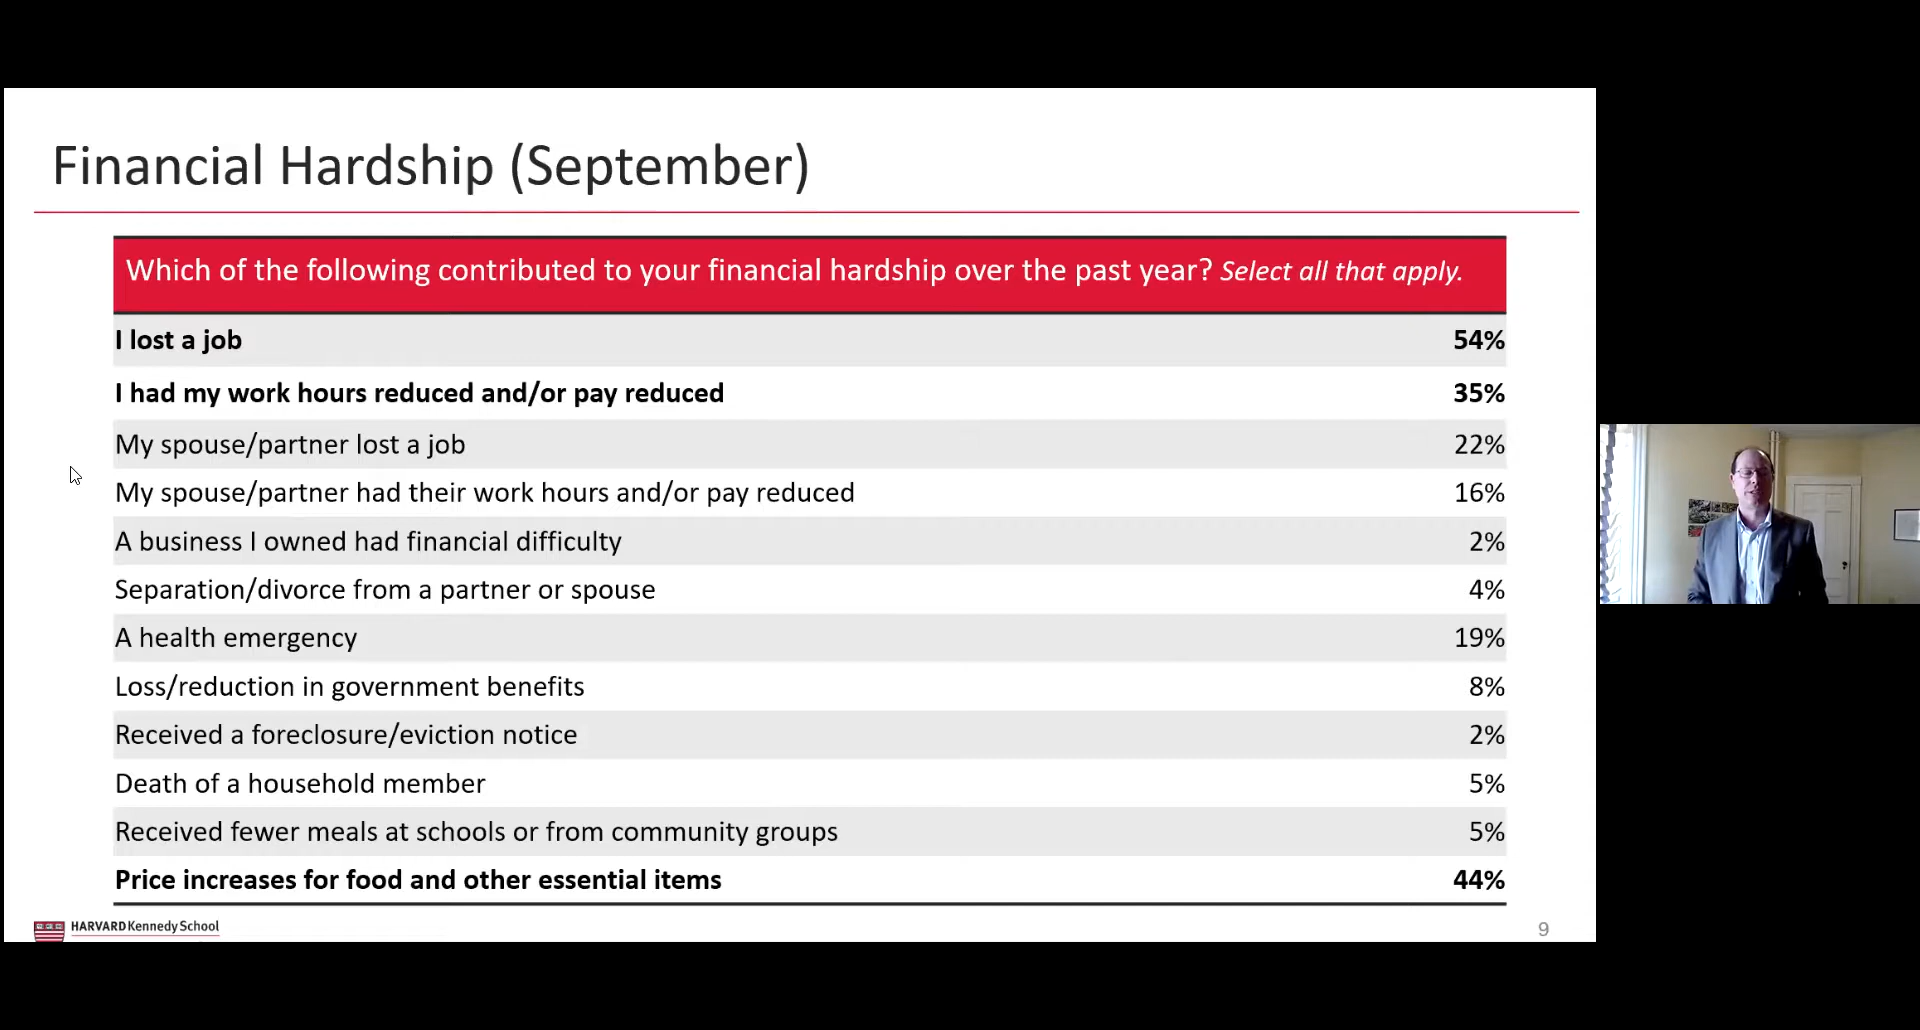 Financial Hardship (September)
Which of the following contributed to your financial hardship over the past year? Select all that apply.
I lost a job 54%
I had my work hours reduced and/or pay reduced 35%
My spouse/partner lost a job 22%
My spouse/partner had their work hours and/or pay reduced 16%
A business I owned had financial difficulty 2%
Separation/divorce from a partner or spouse 4%
A health emergency 19%
Loss/reduction in government benefits 8%
Received a foreclosure/eviction notice 2%
Death of a household member 5%
Received fewer meals at schools or from community groups 5%
Price increases for food and other essential items 44%
HARVARD Kennedy School 9